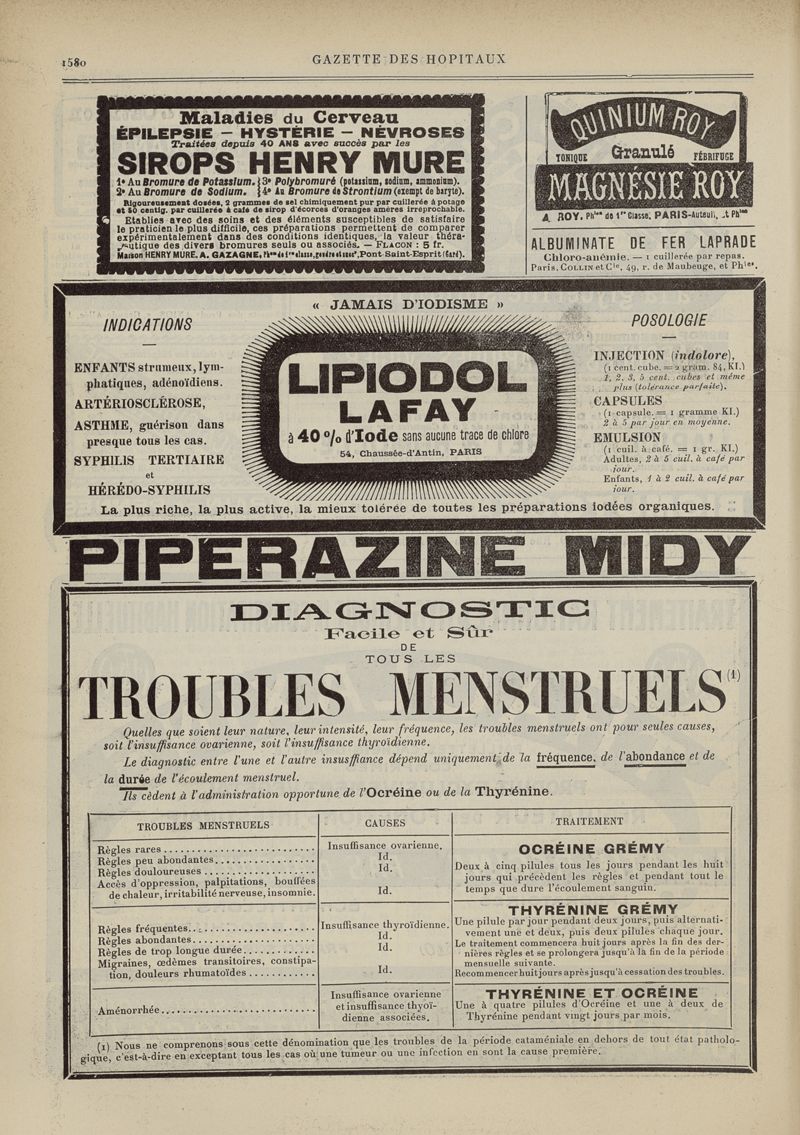 1580
GAZETTE DES HOPITAUX
Maladies du Cerveau
ÉPILEPSIE — HYSTÉRIE — NÉVROSES
Traitées depuis 40 ANS avec succès par les
SIROPS HENRY MURE
1° Au Bromure de Potassium. 3° Polybromuré (potassium, sodium, ammonium).
2° Au Bromure de Sodium. 4° Au Bromure de Strontium (exempt de baryte).
Rigoureusement dosées, 2 grammes de sel chimiquement pur par cuillerée à potage
et 50 centig. par cuillerée à café de sirop d'écorces d'oranges amères irréprochable.
Etablies avec des soins et des éléments susceptibles de satisfaire
le praticien le plus difficile, ces préparations permettent de comparer
expérimentalement dans des conditions identiques, la valeur théra-
peutique des divers bromures seuls ou associés. — FLACON : 5 fr.
Maison HENRY MURE, A. GAZAGNE, Phien de 1re classe, gendre et succr, Pont-Saint-Esprit (Gard).
QUINIUM ROY
TONIQUE Granulé FÉBRIFUGE
MAGNÉSIE ROY
A. ROY, Phien de 1re Classe, PARIS-Auteuil, et Phies
ALBUMINATE DE FER LAPRADE
Chloro-anémie. — 1 cuillerée par repas.
Paris, COLLIN et Cie, 49, r. de Maubeuge, et Phies.
« JAMAIS D'IODISME »
INDICATIONS
ENFANTS strumeux, lym-
phatiques, adénoïdiens.
ARTÉRIOSCLÉROSE,
ASTHME, guérison dans
presque tous les cas.
SYPHILIS TERTIAIRE
et
HÉRÉDO-SYPHILIS
LIPIODOL
LAFAY
à 40 % d'Iode sans aucune trace de chlore
54, Chaussée-d'Antin, PARIS
POSOLOGIE
INJECTION (indolore),
(1 cent. cube. = 2 gram. 84, KI.)
1, 2, 3, 5 cent. cubes et même
plus (tolérance parfaite).
CAPSULES
(1 capsule. = 1 gramme KI.)
2 à 5 par jour en moyenne.
EMULSION
(1 cuil. à café. = 1 gr. KI.)
Adultes, 2 à 5 cuil. à café par
jour.
Enfants, 1 à 2 cuil. à café par
jour.
La plus riche, la plus active, la mieux tolérée de toutes les préparations iodées organiques.
PIPERAZINE MIDY
DIAGNOSTIC
Facile et Sûr
DE
TOUS LES
TROUBLES MENSTRUELS (1)
Quelles que soient leur nature, leur intensité, leur fréquence, les troubles menstruels ont pour seules causes,
soit l'insuffisance ovarienne, soit l'insuffisance thyroïdienne.
Le diagnostic entre l'une et l'autre insusffiance dépend uniquement de la fréquence, de l'abondance et de
la durée de l'écoulement menstruel.
Ils cèdent à l'administration opportune de l'Ocréine ou de la Thyrénine.
TROUBLES MENSTRUELS
CAUSES
TRAITEMENT
Règles rares
Règles peu abondantes
Règles douloureuses
Accès d'oppression, palpitations, bouffées
de chaleur, irritabilité nerveuse, insomnie.
Insuffisance ovarienne.
Id.
Id.
Id.
OCRÉINE GRÉMY
Deux à cinq pilules tous les jours pendant les huit
jours qui précèdent les règles et pendant tout le
temps que dure l'écoulement sanguin.
Règles fréquentes
Règles abondantes
Règles de trop longue durée
Migraines, œdèmes transitoires, constipa-
tion, douleurs rhumatoïdes
Insuffisance thyroïdienne.
Id.
Id.
Id.
THYRÉNINE GRÉMY
Une pilule par jour pendant deux jours, puis alternati-
vement une et deux, puis deux pilules chaque jour.
Le traitement commencera huit jours après la fin des der-
nières règles et se prolongera jusqu'à la fin de la période
mensuelle suivante.
Recommencer huit jours après jusqu'à cessation des troubles.
Aménorrhée
Insuffisance ovarienne
et insuffisance thyoï-
dienne associées.
THYRÉNINE ET OCRÉINE
Une à quatre pilules d'Ocréine et une à deux de
Thyrénine pendant vingt jours par mois.
(1) Nous ne comprenons sous cette dénomination que les troubles de la période cataméniale en dehors de tout état patholo-
gique, c'est-à-dire en exceptant tous les cas où une tumeur ou une infection en sont la cause première.